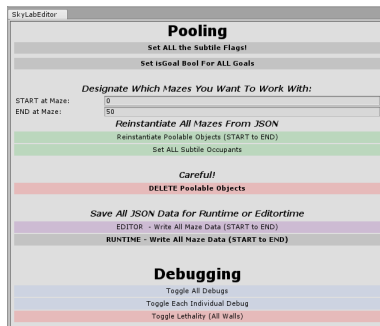 SkyLabEditor
Pooling
Set ALL the Subtile Flags!
Set isGoal Bool For ALL Goals
Designate Which Mazes You Want To Work With:
START at Maze: 0
END at Maze: 50
Reinstantiate All Mazes From JSON
Reinstantiate Poolable Objects (START to END)
Set ALL Subtile Occupants
Careful!
DELETE Poolable Objects
Save All JSON Data for Runtime or Editortime
EDITOR - Write All Maze Data (START to END)
RUNTIME - Write All Maze Data (START to END)
Debugging
Toggle All Debugs
Toggle Each Individual Debug
Toggle Lethality (All Walls)